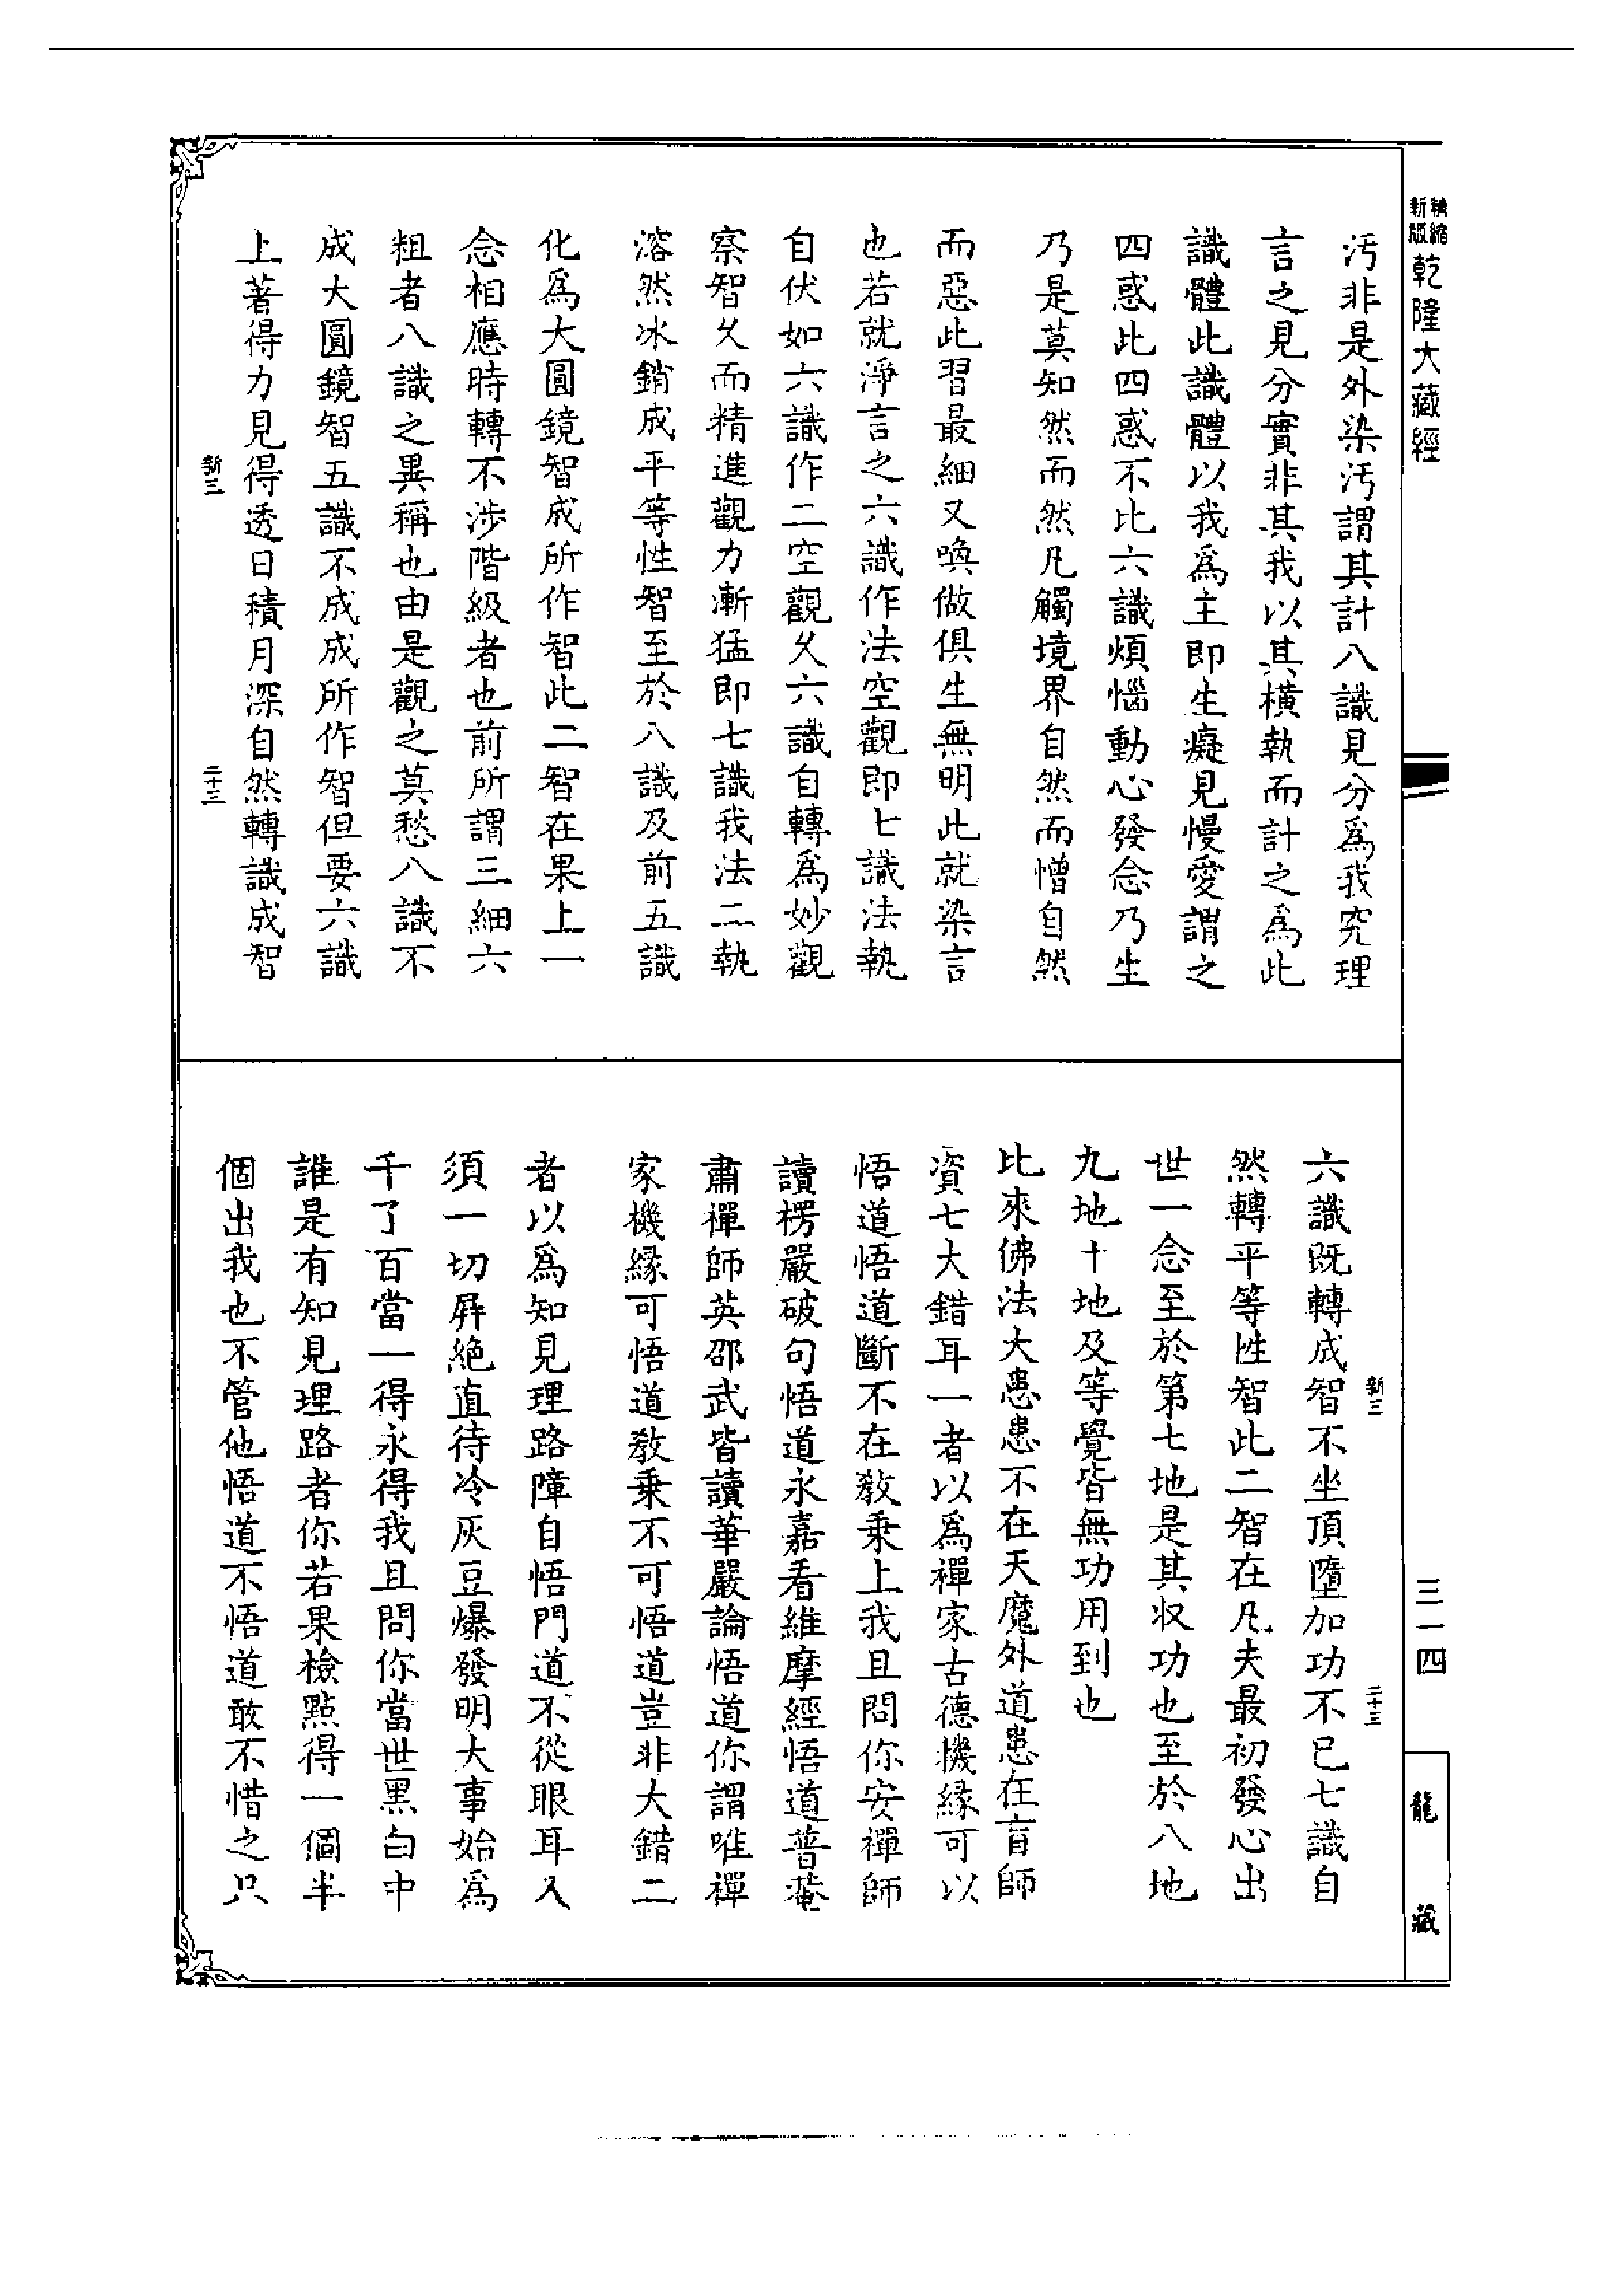 精縮新版
乾隆大藏經
汚非是外染汚謂其計八識見分爲我究理
言之見分實非其我以其橫執而計之爲此
識體此識體以我爲主即生癡見慢愛謂之
四惑此四惑不比六識煩惱動心發念乃生
乃是莫知然而然凡觸境界自然而憎自然
而惡此習最細又喚做俱生無明此就染言
也若就淨言之六識作法空觀即七識法執
自伏如六識作二空觀久六識自轉爲妙觀
察智久而精進觀力漸猛即七識我法二執
溶然冰銷成平等性智至於八識及前五識
化爲大圓鏡智成所作智此二智在果上一
念相應時轉不涉階級者也前所謂三細六
粗者八識之異稱也由是觀之莫愁八識不
成大圓鏡智五識不成成所作智但要六識
上著得力見得透日積月深自然轉識成智
新三
二十三
三一四
龍藏
新三
二十三
六識既轉成智不坐頂墮加功不已七識自
然轉平等性智此二智在凡夫最初發心出
世一念至於第七地是其収功也至於八地
九地十地及等覺皆無功用到也
比來佛法大患患不在天魔外道患在盲師
資七大錯耳一者以爲禪家古德機緣可以
悟道悟道斷不在教乘上我且問你安禪師
讀楞嚴破句悟道永嘉看維摩經悟道普菴
肅禪師英邵武皆讀華嚴論悟道你謂唯禪
家機緣可悟道教乘不可悟道豈非大錯二
者以爲知見理路障自悟門道不從眼耳入
須一切屏絕直待冷灰豆爆發明大事始爲
千了百當一得永得我且問你當世黑白中
誰是有知見理路者你若果檢點得一個半
個出我也不管他悟道不悟道敢不惜之只